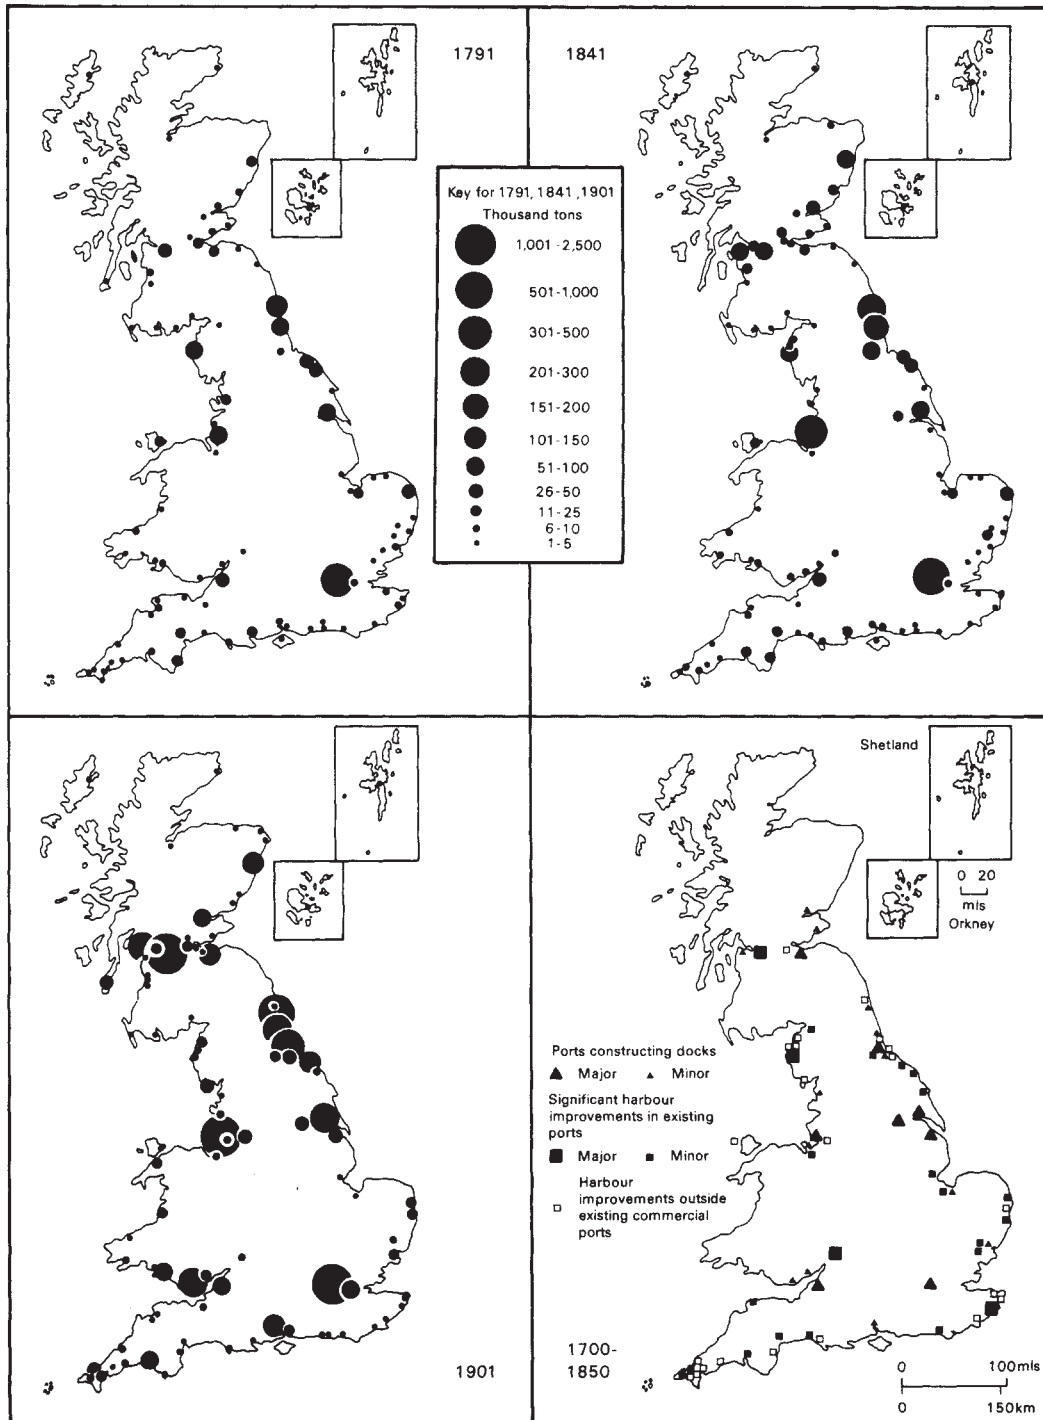 1791
1841
Key for 1791, 1841, 1901
Thousand tons
1,001 - 2,500
501-1,000
301-500
201-300
151-200
101-150
51-100
26-50
11-25
6-10
1-5
Shetland
0 20
mls
Orkney
Ports constructing docks
Major Minor
Significant harbour
improvements in existing
ports
Major Minor
Harbour
improvements outside
existing commercial
ports
1901
1700-
1850
0 100mls
0 150km